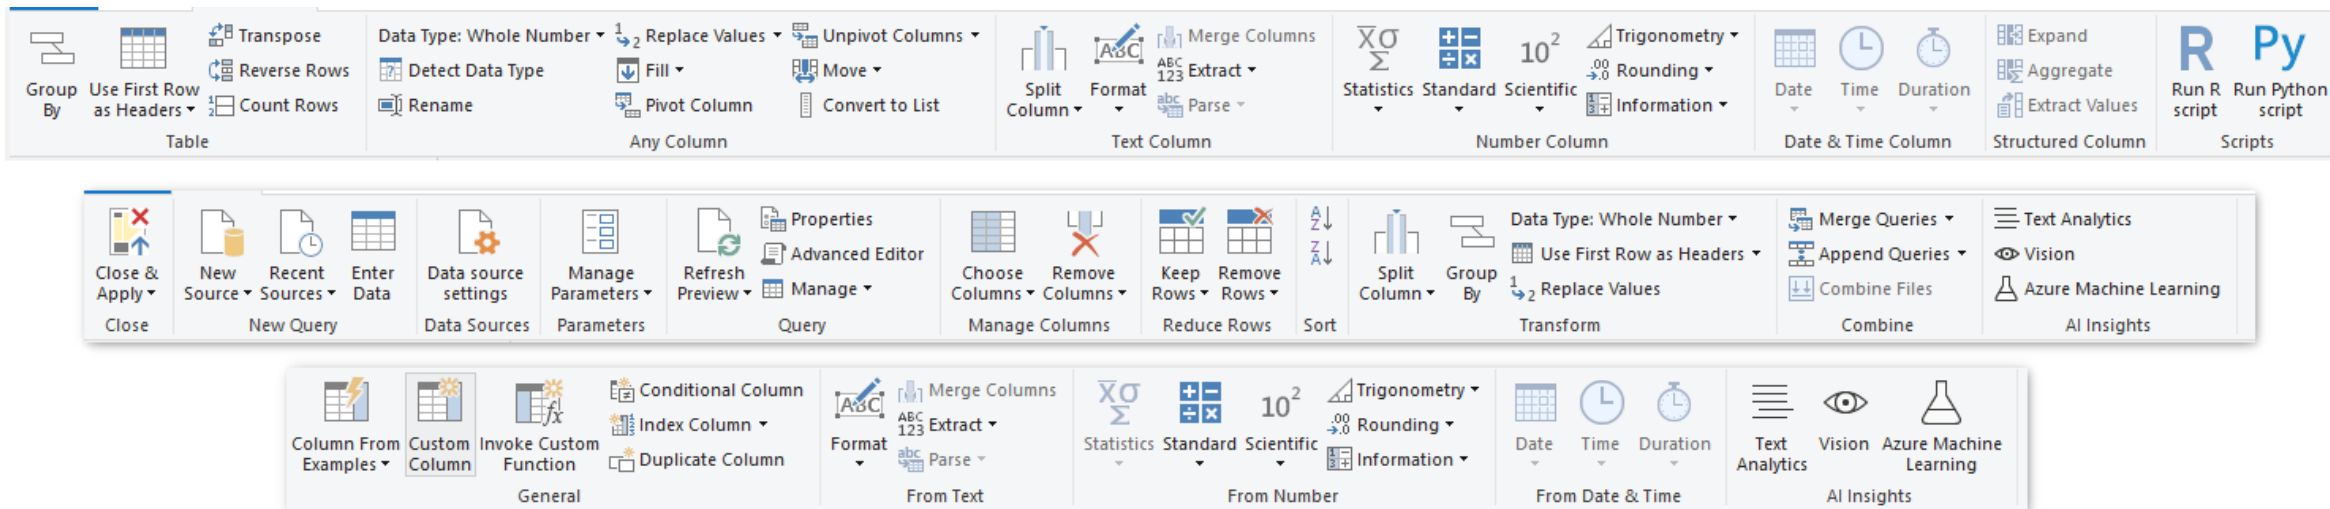 Group By
Use First Row as Headers
Transpose
Reverse Rows
Count Rows
Table
Data Type: Whole Number
Detect Data Type
Rename
Replace Values
Fill
Pivot Column
Unpivot Columns
Move
Convert to List
Any Column
Split Column
Format
Merge Columns
Extract
Parse
Text Column
Statistics
Standard
Scientific
Trigonometry
Rounding
Information
Number Column
Date
Time
Duration
Date & Time Column
Expand
Aggregate
Extract Values
Structured Column
Run R script
Run Python script
Scripts
Close & Apply
Close
New Source
Recent Sources
Enter Data
New Query
Data source settings
Data Sources
Manage Parameters
Parameters
Refresh Preview
Properties
Advanced Editor
Manage
Query
Choose Columns
Remove Columns
Manage Columns
Keep Rows
Remove Rows
Reduce Rows
Sort
Split Column
Group By
Data Type: Whole Number
Use First Row as Headers
Replace Values
Transform
Merge Queries
Append Queries
Combine Files
Combine
Text Analytics
Vision
Azure Machine Learning
AI Insights
Column From Examples
Custom Column
Invoke Custom Function
Conditional Column
Index Column
Duplicate Column
General
Format
Merge Columns
Extract
Parse
From Text
Statistics
Standard
Scientific
Trigonometry
Rounding
Information
From Number
Date
Time
Duration
From Date & Time
Text Analytics
Vision
Azure Machine Learning
AI Insights